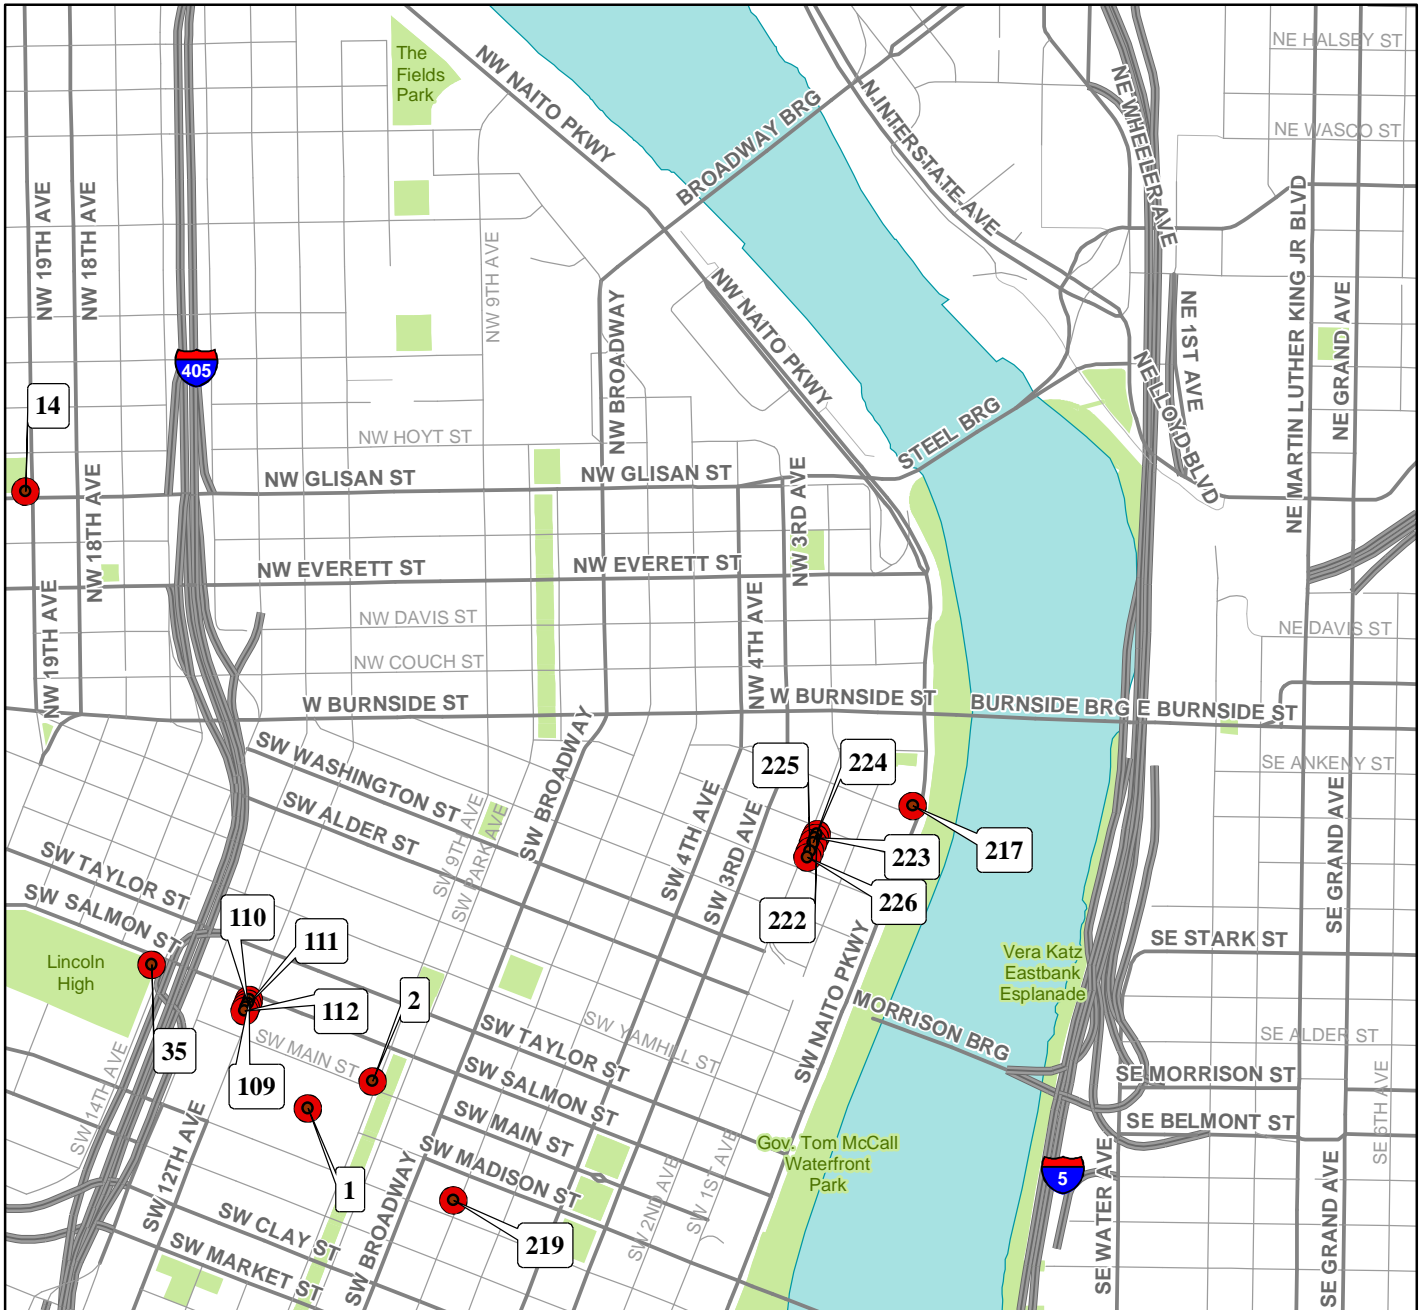 NE HALSEY ST
The
Fields
Park
NW NAITO PKWY
NE WHEELER AVE
BROADWAY BRG
N INTERSTATE AVE
NE WASCO ST
NW 19TH AVE
NW 18TH AVE
NW 9TH AVE
NE MARTIN LUTHER KING JR BLVD
NW BROADWAY
NW NAITO PKWY
NE 1ST AVE
NE GRAND AVE
405
NE LLOYD BLVD
14
STEEL BRG
NW HOYT ST
NW GLISAN ST
NW GLISAN ST
NW 18TH AVE
NW 3RD AVE
NW EVERETT ST
NW EVERETT ST
NW 19TH AVE
NW DAVIS ST
NW 4TH AVE
NE DAVIS ST
NW COUCH ST
W BURNSIDE ST
W BURNSIDE ST
BURNSIDE BRG
E BURNSIDE ST
SW WASHINGTON ST
SW BROADWAY
225
224
SE ANKENY ST
SW ALDER ST
SW 9TH AVE
SW PARK AVE
SW 4TH AVE
SW 3RD AVE
SE GRAND AVE
SW TAYLOR ST
SW SALMON ST
223
217
226
222
110
111
SE STARK ST
Lincoln
High
Vera Katz
Eastbank
Esplanade
SW NAITO PKWY
112
2
MORRISON BRG
SW YAMHILL ST
SE ALDER ST
SW MAIN ST
SW TAYLOR ST
35
109
SW 14TH AVE
SW SALMON ST
SE MORRISON ST
SE 6TH AVE
SW 12TH AVE
SW MAIN ST
SE BELMONT ST
SW MADISON ST
SW 1ST AVE
SW 2ND AVE
Gov. Tom McCall
Waterfront
Park
5
1
SE WATER AVE
SE GRAND AVE
SW BROADWAY
SW CLAY ST
219
SW MARKET ST